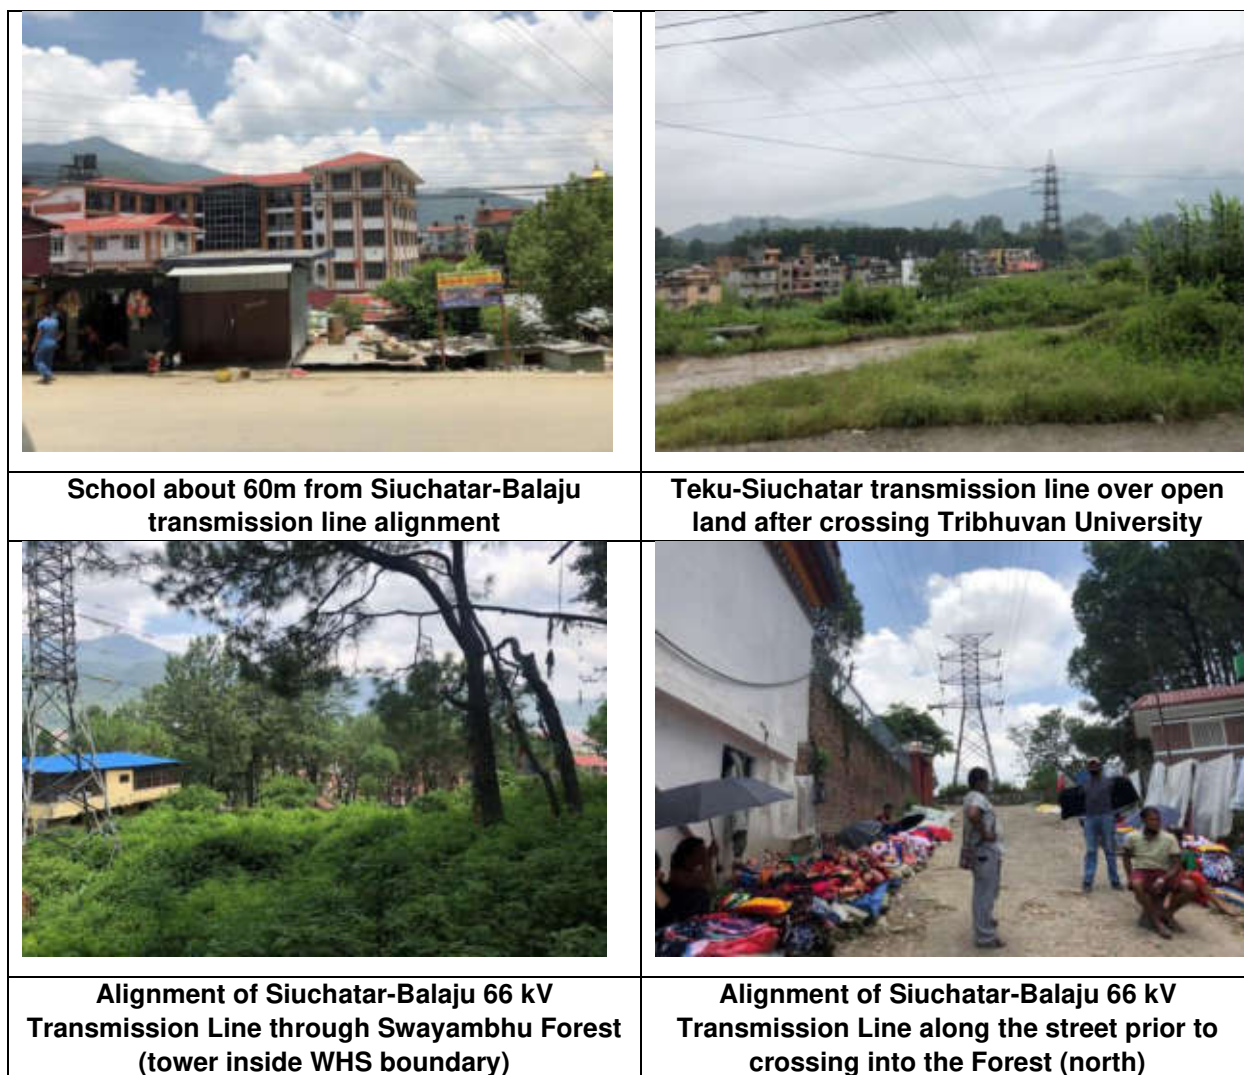 School about 60m from Siuchatar-Balaju
transmission line alignment
Teku-Siuchatar transmission line over open
land after crossing Tribhuvan University
Alignment of Siuchatar-Balaju 66 kV
Transmission Line through Swayambhu Forest
(tower inside WHS boundary)
Alignment of Siuchatar-Balaju 66 kV
Transmission Line along the street prior to
crossing into the Forest (north)